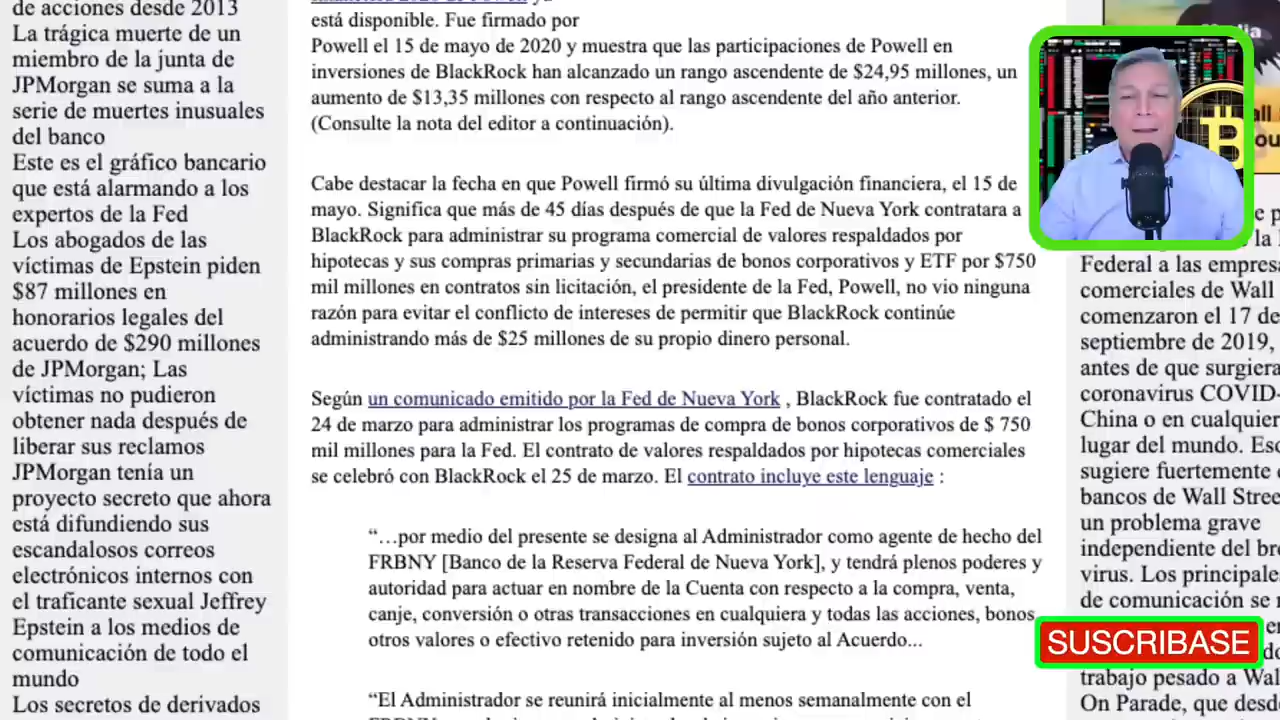 de acciones desde 2013
La trágica muerte de un
miembro de la junta de
JPMorgan se suma a la
serie de muertes inusuales
del banco
Este es el gráfico bancario
que está alarmando a los
expertos de la Fed
Los abogados de las
víctimas de Epstein piden
$87 millones en
honorarios legales del
acuerdo de $290 millones
de JPMorgan; Las
víctimas no pudieron
obtener nada después de
liberar sus reclamos
JPMorgan tenía un
proyecto secreto que ahora
está difundiendo sus
escandalosos correos
electrónicos internos con
el traficante sexual Jeffrey
Epstein a los medios de
comunicación de todo el
mundo
Los secretos de derivados
está disponible. Fue firmado por
Powell el 15 de mayo de 2020 y muestra que las participaciones de Powell en
inversiones de BlackRock han alcanzado un rango ascendente de $24,95 millones, un
aumento de $13,35 millones con respecto al rango ascendente del año anterior.
(Consulte la nota del editor a continuación).
Cabe destacar la fecha en que Powell firmó su última divulgación financiera, el 15 de
mayo. Significa que más de 45 días después de que la Fed de Nueva York contratara a
BlackRock para administrar su programa comercial de valores respaldados por
hipotecas y sus compras primarias y secundarias de bonos corporativos y ETF por $750
mil millones en contratos sin licitación, el presidente de la Fed, Powell, no vio ninguna
razón para evitar el conflicto de intereses de permitir que BlackRock continúe
administrando más de $25 millones de su propio dinero personal.
Según un comunicado emitido por la Fed de Nueva York , BlackRock fue contratado el
24 de marzo para administrar los programas de compra de bonos corporativos de $ 750
mil millones para la Fed. El contrato de valores respaldados por hipotecas comerciales
se celebró con BlackRock el 25 de marzo. El contrato incluye este lenguaje :
“…por medio del presente se designa al Administrador como agente de hecho del
FRBNY [Banco de la Reserva Federal de Nueva York], y tendrá plenos poderes y
autoridad para actuar en nombre de la Cuenta con respecto a la compra, venta,
canje, conversión o otras transacciones en cualquiera y todas las acciones, bonos
otros valores o efectivo retenido para inversión sujeto al Acuerdo...
“El Administrador se reunirá inicialmente al menos semanalmente con el
Federal a las empresa
comerciales de Wall
comenzaron el 17 de
septiembre de 2019,
antes de que surgiera
coronavirus COVID-
China o en cualquier
lugar del mundo. Eso
sugiere fuertemente
bancos de Wall Stree
un problema grave
independiente del bro
virus. Los principales
de comunicación se
SUSCRIBASE
trabajo pesado a Wal
On Parade, que desd